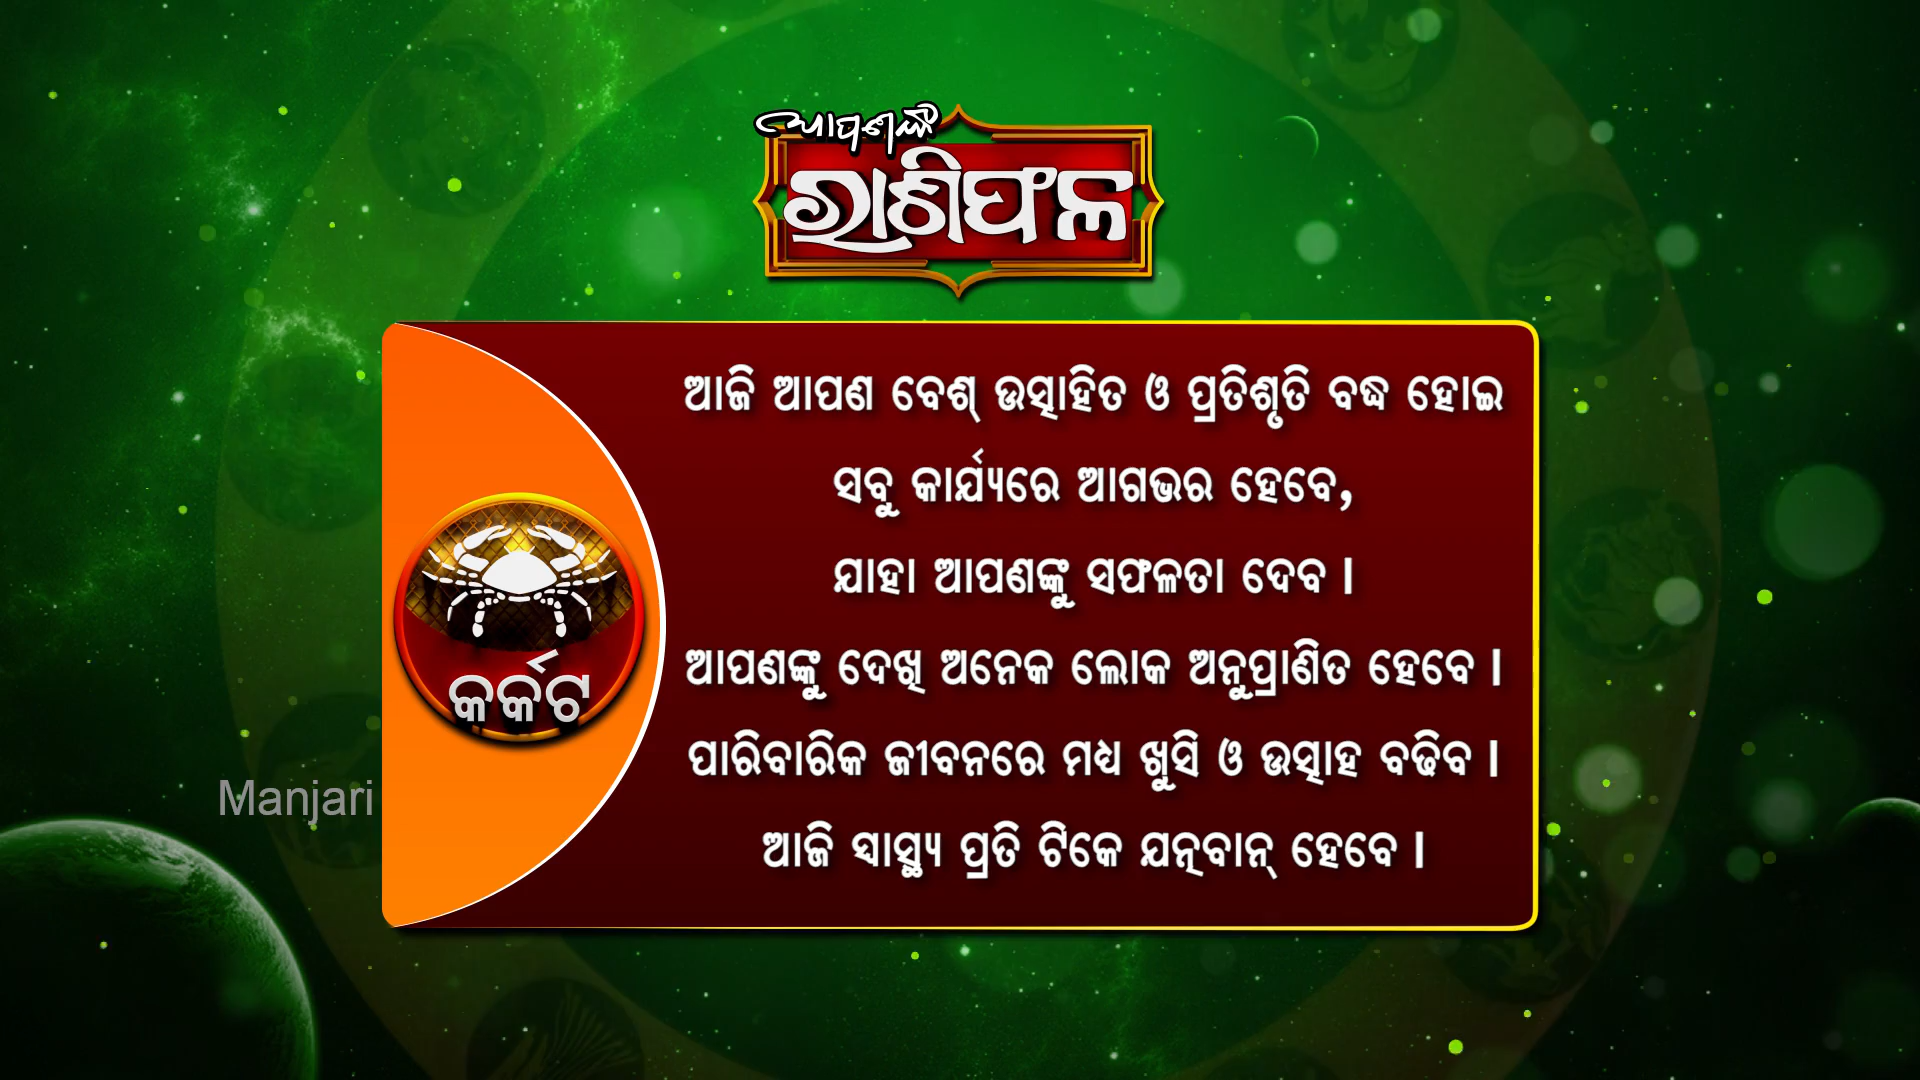 ଆପଣଙ୍କ
ରାଶିଫଳ
ଆଜି ଆପଣ ବେଶ୍ ଉତ୍ସାହିତ ଓ ପ୍ରତିଶୃତି ବଦ୍ଧ ହୋଇ
ସବୁ କାର୍ଯ୍ୟରେ ଆଗଭର ହେବେ,
ଯାହା ଆପଣଙ୍କୁ ସଫଳତା ଦେବ ।
ଆପଣଙ୍କୁ ଦେଖି ଅନେକ ଲୋକ ଅନୁପ୍ରାଣିତ ହେବେ ।
ପାରିବାରିକ ଜୀବନରେ ମଧ୍ୟ ଖୁସି ଓ ଉତ୍ସାହ ବଢିବ ।
ଆଜି ସ୍ୱାସ୍ଥ୍ୟ ପ୍ରତି ଟିକେ ଯତ୍ନବାନ୍ ହେବେ ।
କର୍କଟ
Manjari